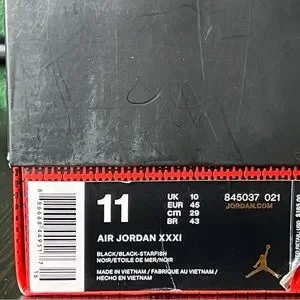 11
UK 10
EUR 45
cm 29
BR 43
845037 021
JORDAN.COM
AIR JORDAN XXXI
BLACK/BLACK-STARFISH
NOIR/ETOILE DE MER/NOIR
MADE IN VIETNAM / FABRIQUE AU VIETNAM /
HECHO EN VIETNAM